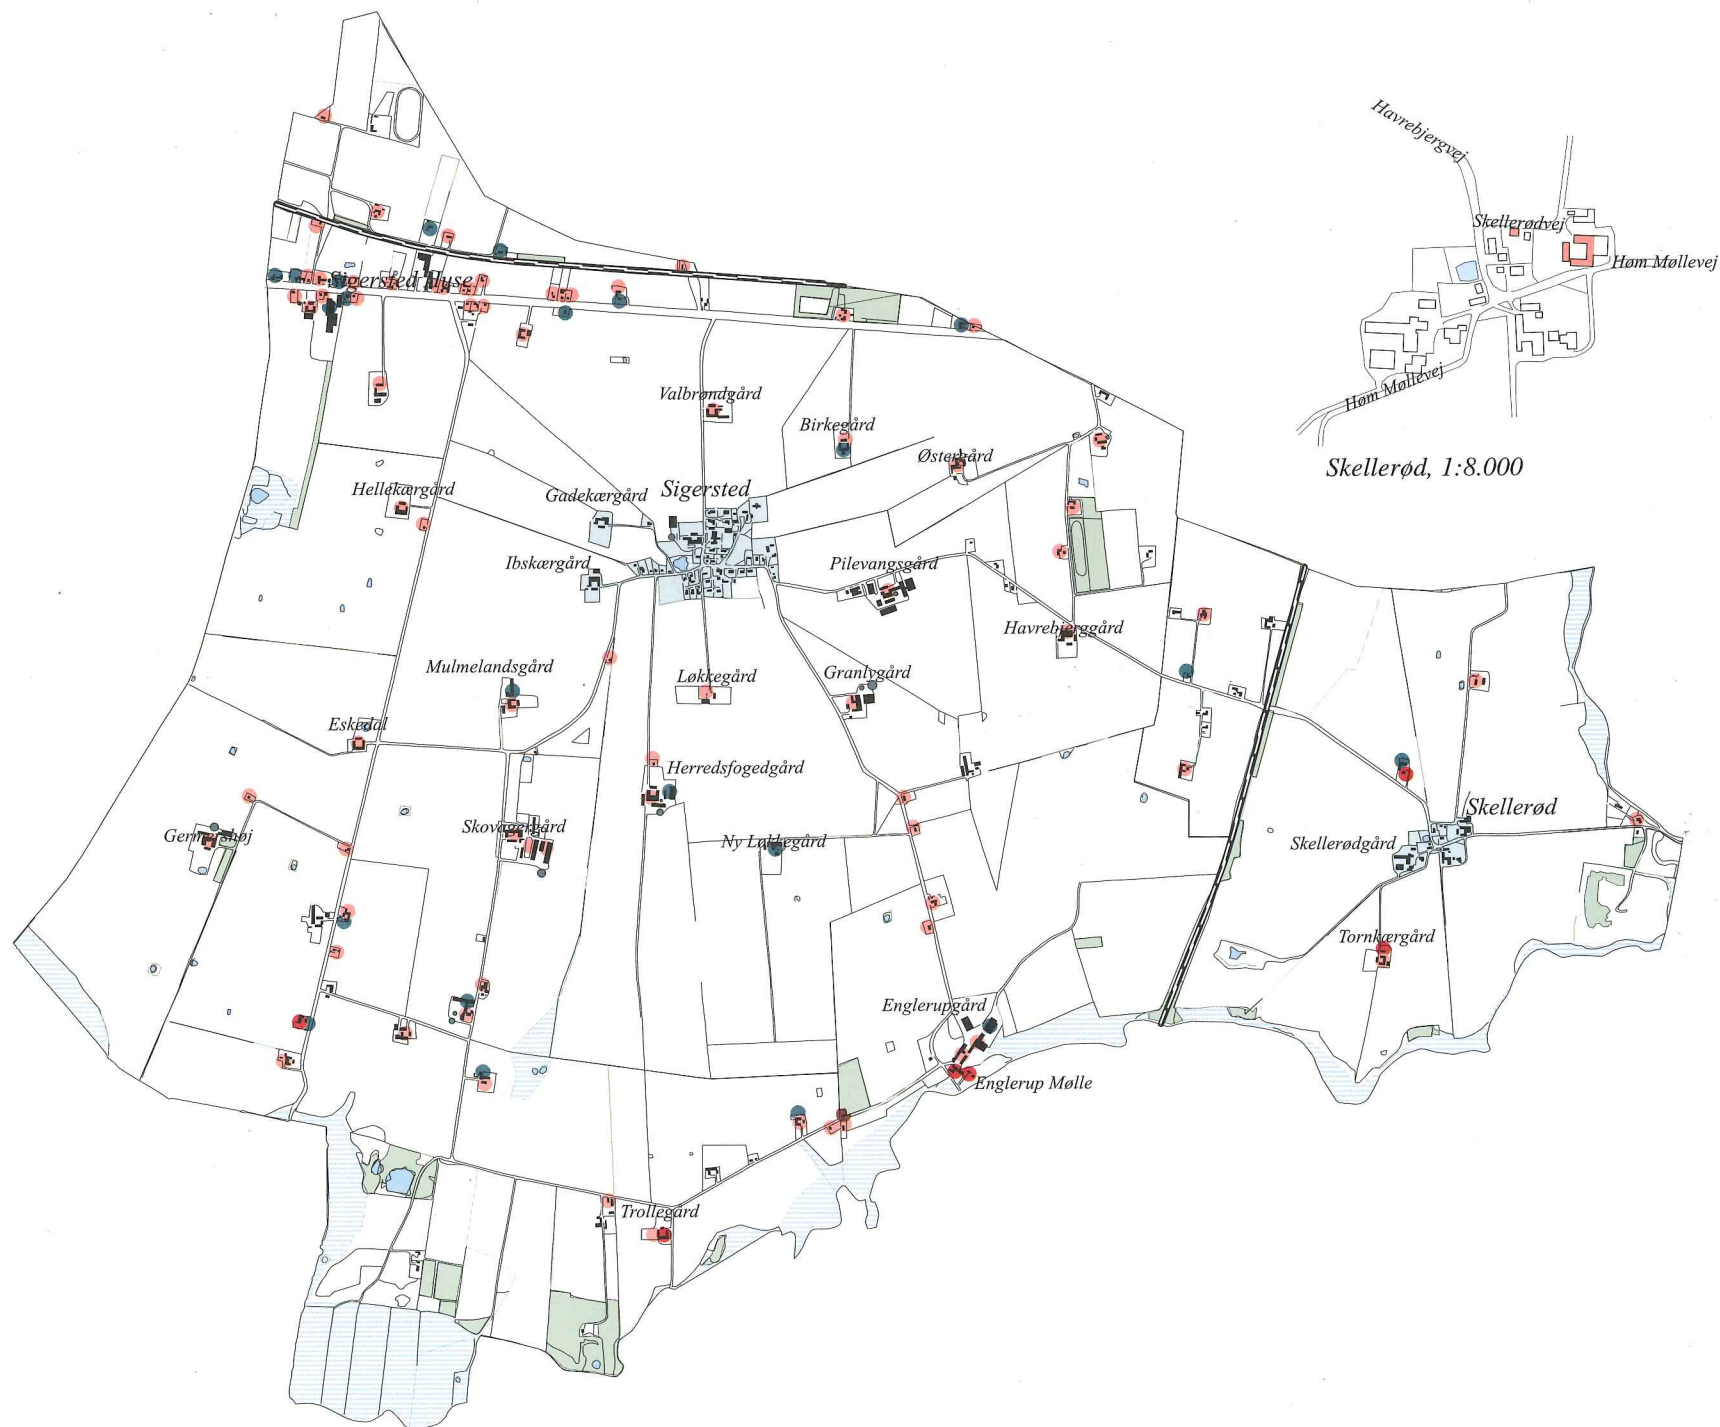 Havrebjergvej
Skellerødvej
Høm Møllevej
Sigersted Huse
Høm Møllevej
Valbrøndgård
Birkegård
Østergård
Skellerød, 1:8.000
Hellekærgård
Gadekærgård
Sigersted
Ibskærgård
Pilevangsgård
Havrebjerggård
Mulmelandsgård
Løkkegård
Granlygård
Eskedal
Herredsfogedgård
Skellerød
Germershøj
Skovagergård
Ny Løkkegård
Skellerødgård
Tornkærgård
Englerupgård
Englerup Mølle
Trollegård